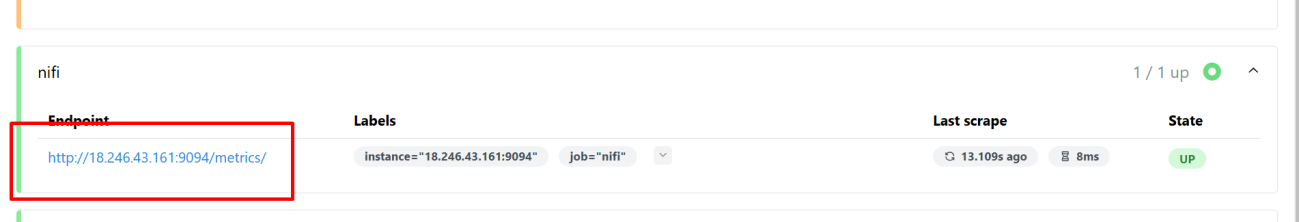 nifi 1 / 1 up
Endpoint Labels Last scrape State
http://18.246.43.161:9094/metrics/ instance="18.246.43.161:9094" job="nifi" 13.109s ago 8ms UP